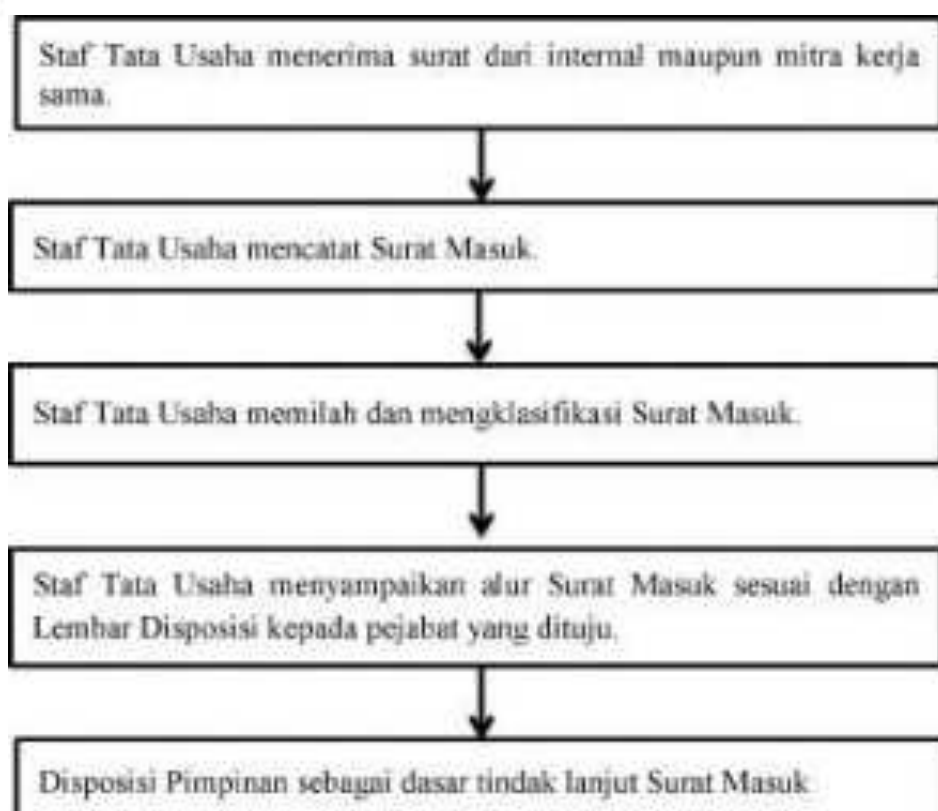 Staf Tata Usaha menerima surat dari internal maupun mitra kerja
sama.
Staf Tata Usaha mencatat Surat Masuk.
Staf Tata Usaha memilah dan mengklasifikasi Surat Masuk.
Staf Tata Usaha menyampaikan alur Surat Masuk sesuai dengan
Lembar Disposisi kepada pejabat yang dituju.
Disposisi Pimpinan sebagai dasar tindak lanjut Surat Masuk